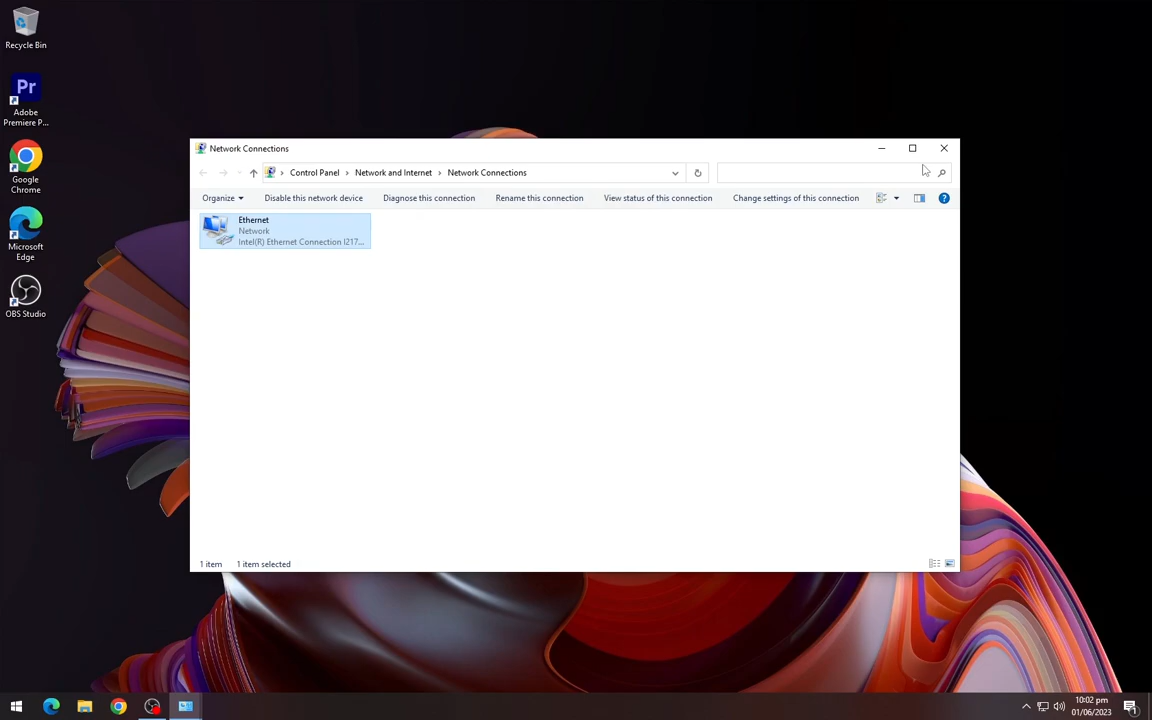 Recycle Bin
Adobe
Premiere P...
Google
Chrome
Microsoft
Edge
OBS Studio
Network Connections
Control Panel > Network and Internet > Network Connections
Organize Disable this network device Diagnose this connection Rename this connection View status of this connection Change settings of this connection
Ethernet
Network
Intel(R) Ethernet Connection I217...
1 item 1 item selected
10:02 pm
01/06/2023